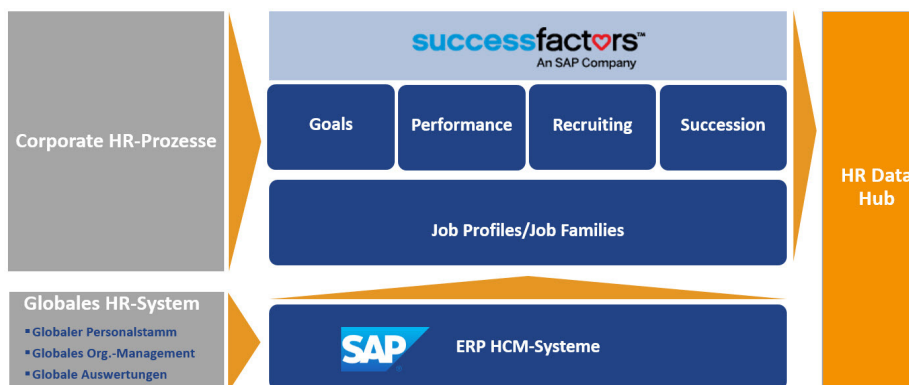 successfactors™
An SAP Company
Corporate HR-Prozesse
Goals
Performance
Recruiting
Succession
HR Data
Hub
Job Profiles/Job Families
Globales HR-System
▪Globaler Personalstamm
▪Globales Org.-Management
▪Globale Auswertungen
SAP®
ERP HCM-Systeme